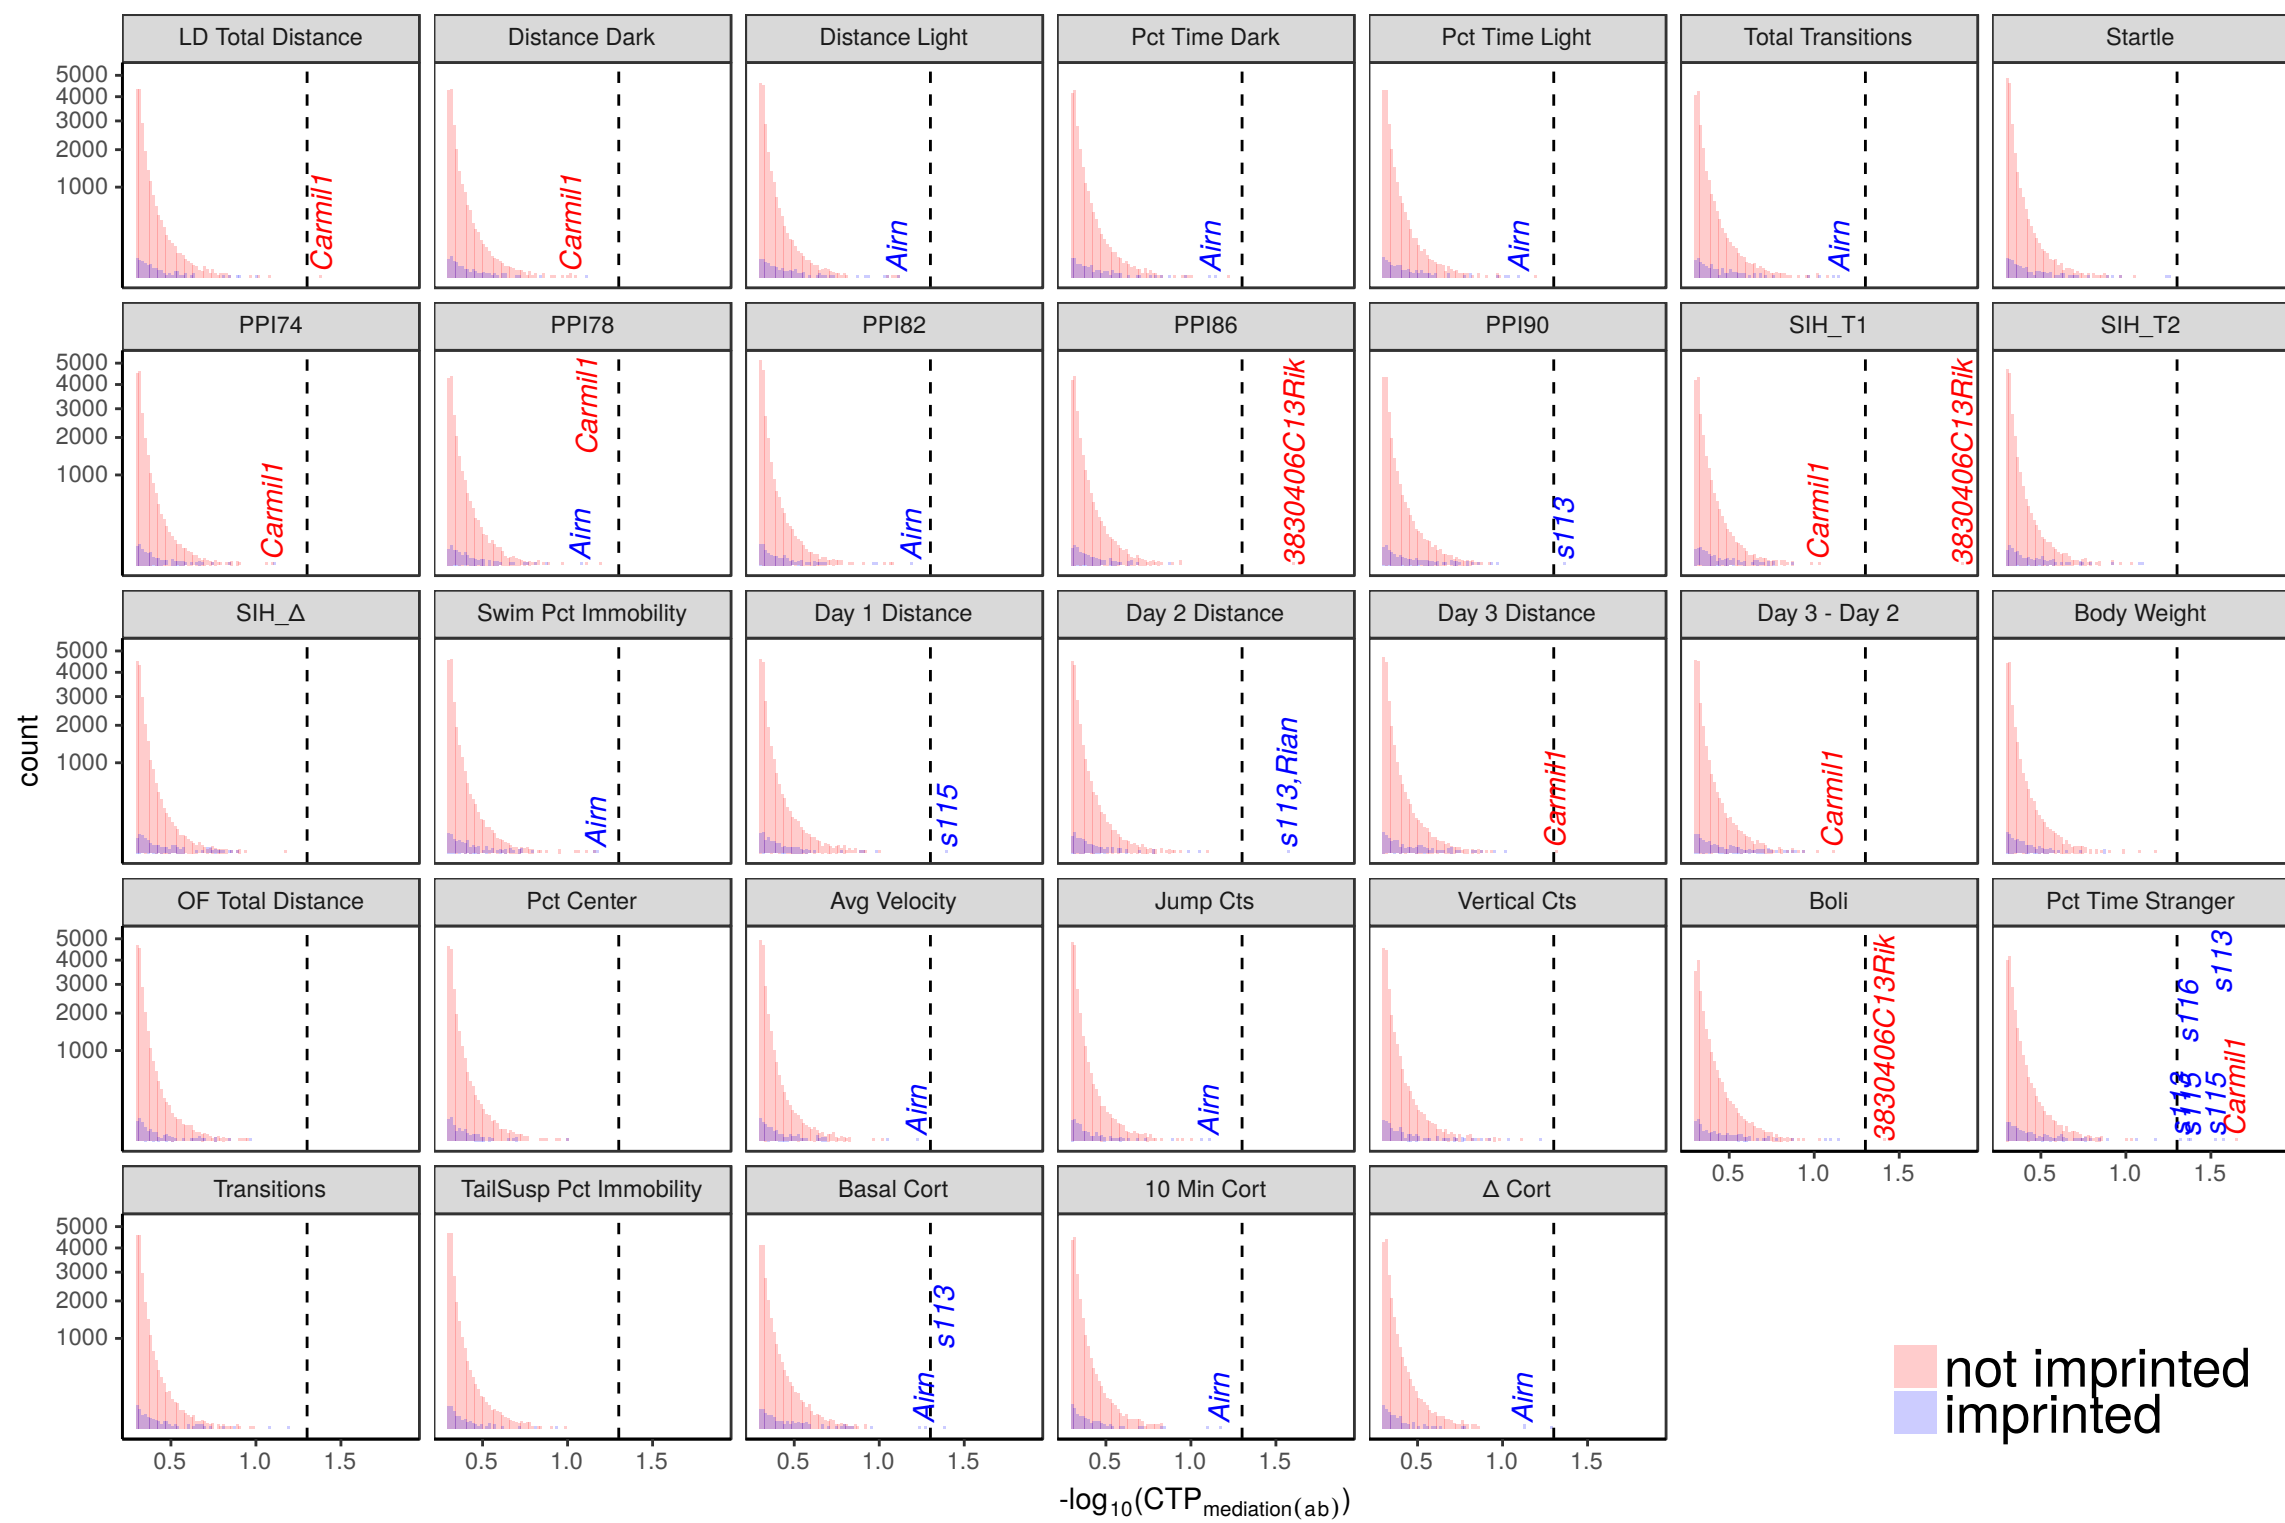 LD Total Distance
Distance Dark
Distance Light
Pct Time Dark
Pct Time Light
Total Transitions
Startle
5000
4000
3000
2000
1000
Carmil1
Carmil1
Airn
Airn
Airn
Airn
PPI74
PPI78
PPI82
PPI86
PPI90
SIH_T1
SIH_T2
5000
4000
3000
2000
1000
Carmil1
Carmil1
Airn
Airn
3830406C13Rik
s113
Carmil1
3830406C13Rik
SIH_Δ
Swim Pct Immobility
Day 1 Distance
Day 2 Distance
Day 3 Distance
Day 3 - Day 2
Body Weight
count
5000
4000
3000
2000
1000
Airn
s115
s113,Rian
Carmil1
Carmil1
OF Total Distance
Pct Center
Avg Velocity
Jump Cts
Vertical Cts
Boli
Pct Time Stranger
5000
4000
3000
2000
1000
Airn
Airn
3830406C13Rik
s113
s116
s115
s115
Carmil1
0.5 1.0 1.5
0.5 1.0 1.5
Transitions
TailSusp Pct Immobility
Basal Cort
10 Min Cort
Δ Cort
5000
4000
3000
2000
1000
Airn
s113
Airn
Airn
0.5 1.0 1.5
0.5 1.0 1.5
0.5 1.0 1.5
0.5 1.0 1.5
0.5 1.0 1.5
-log10(CTPmediation(ab))
not imprinted
imprinted